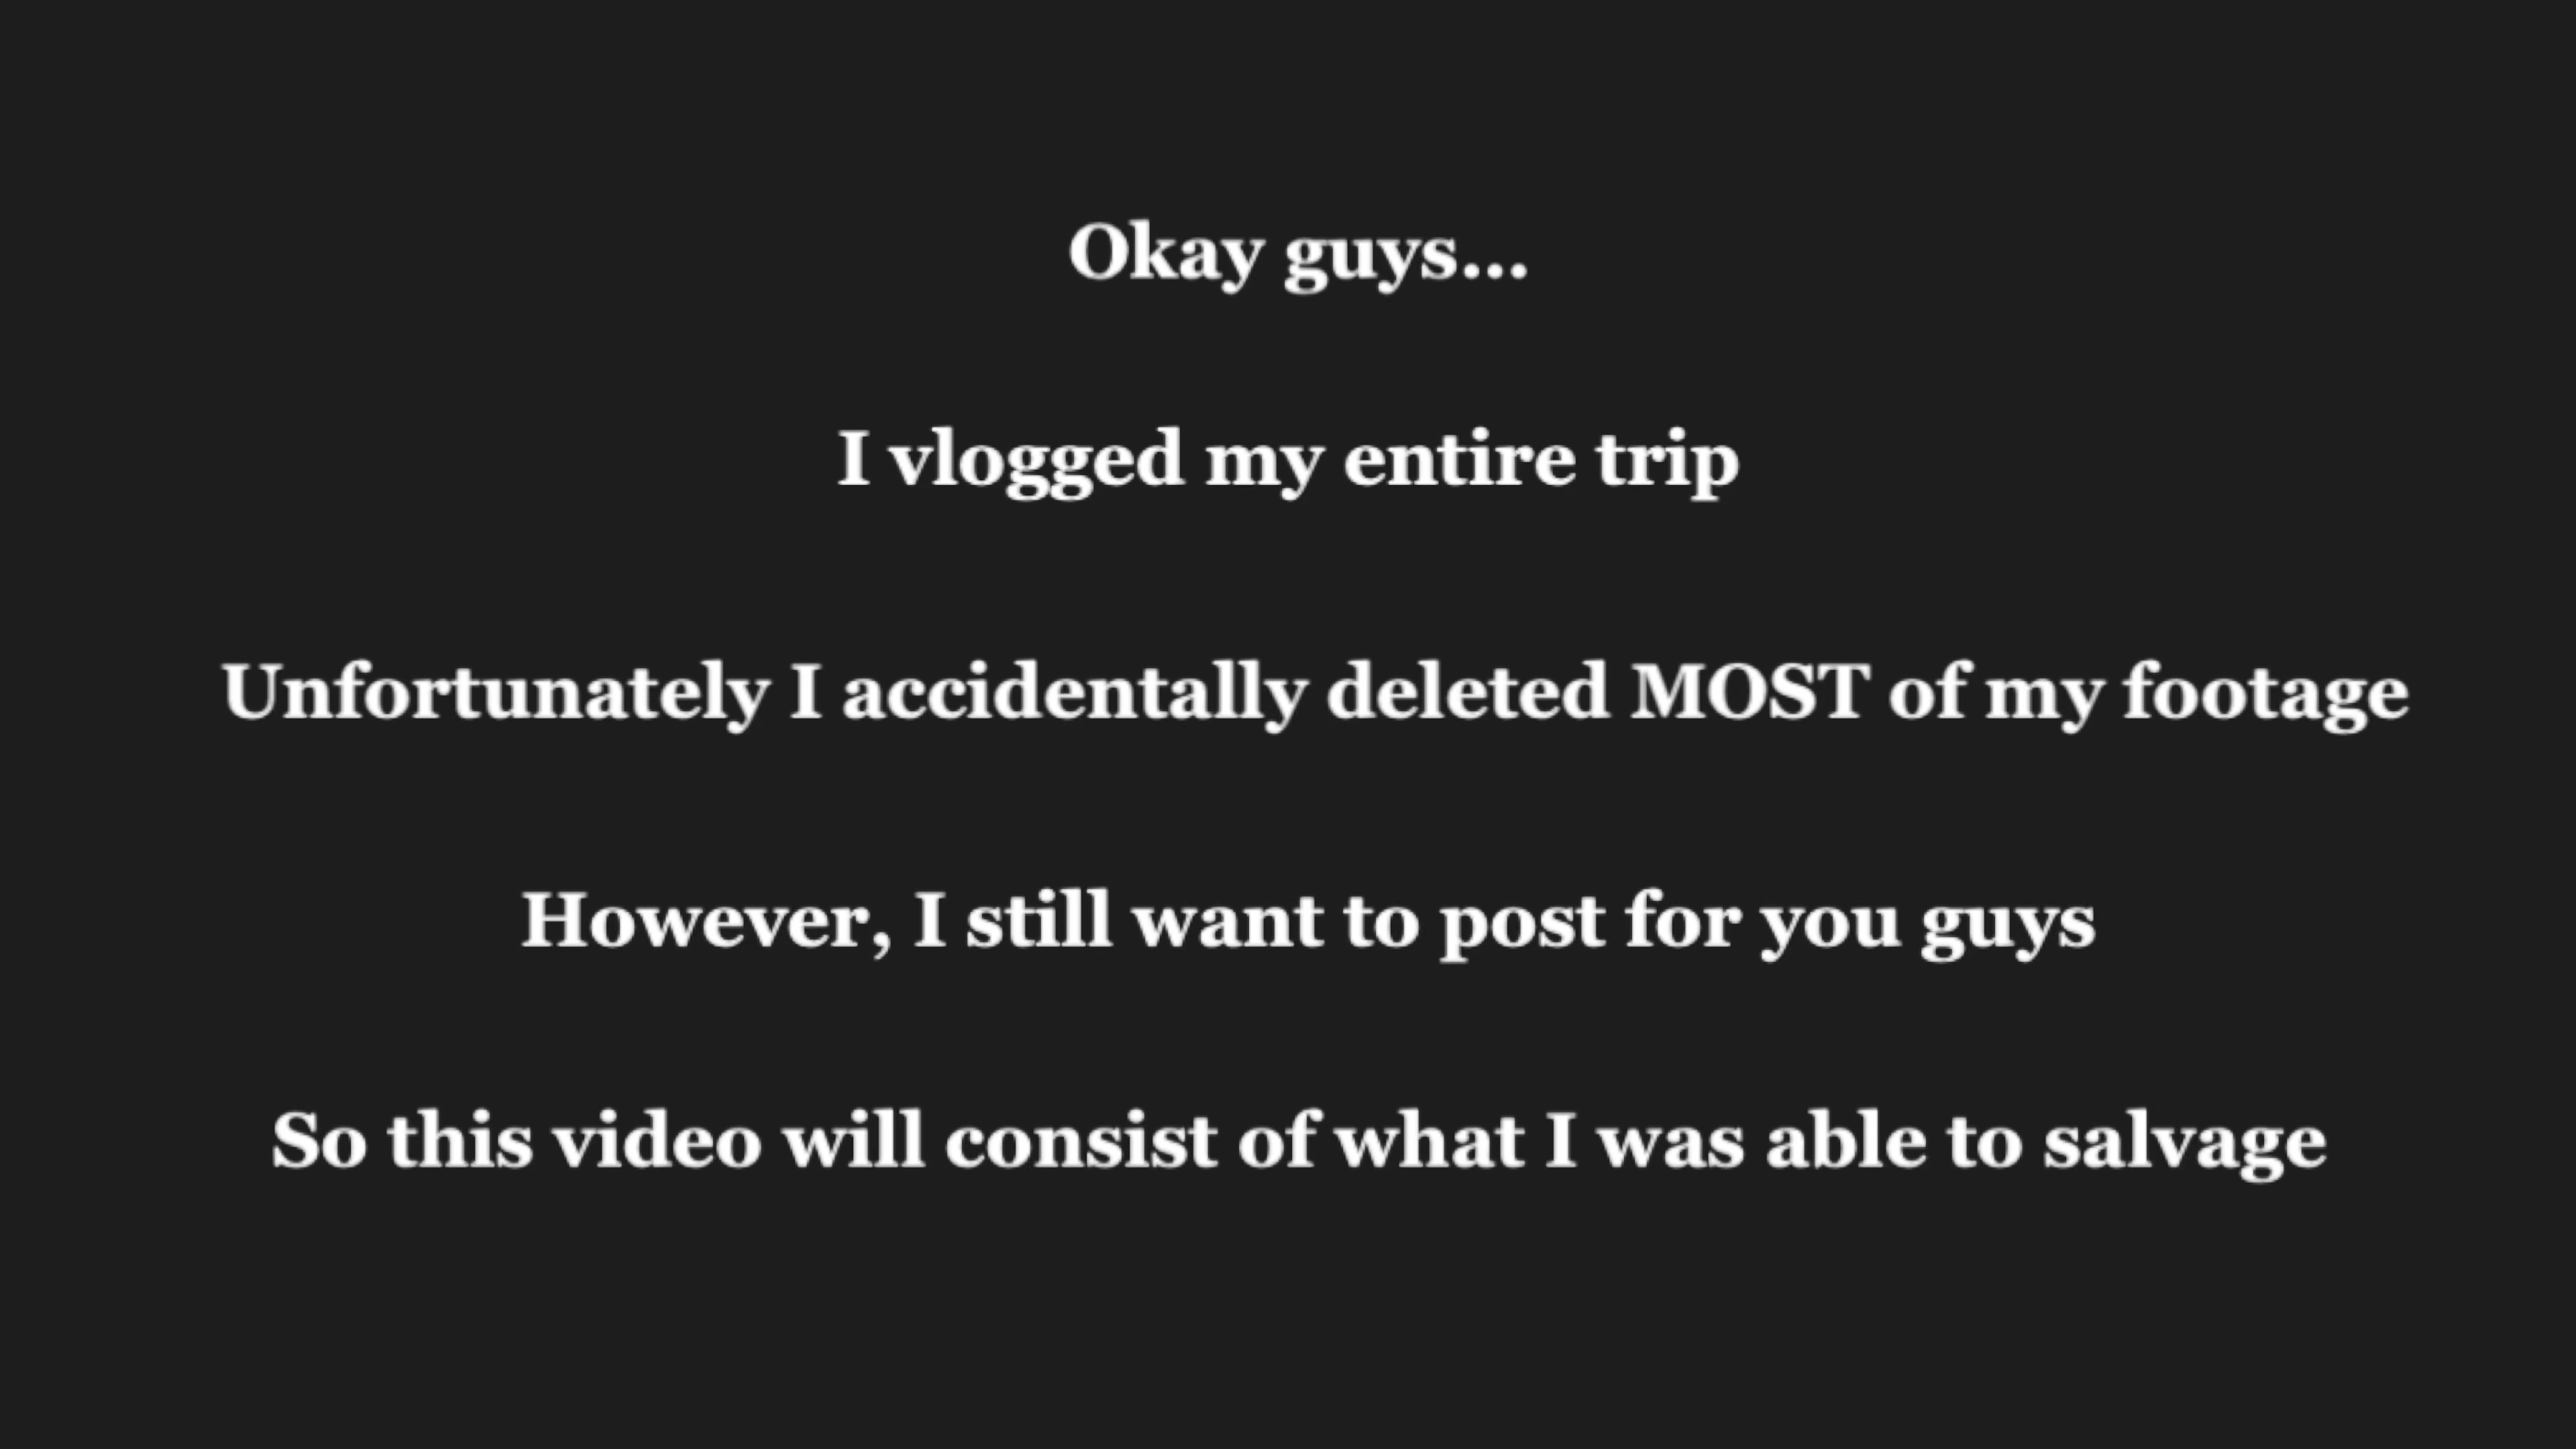 Okay guys...
I vlogged my entire trip
Unfortunately I accidentally deleted MOST of my footage
However, I still want to post for you guys
So this video will consist of what I was able to salvage